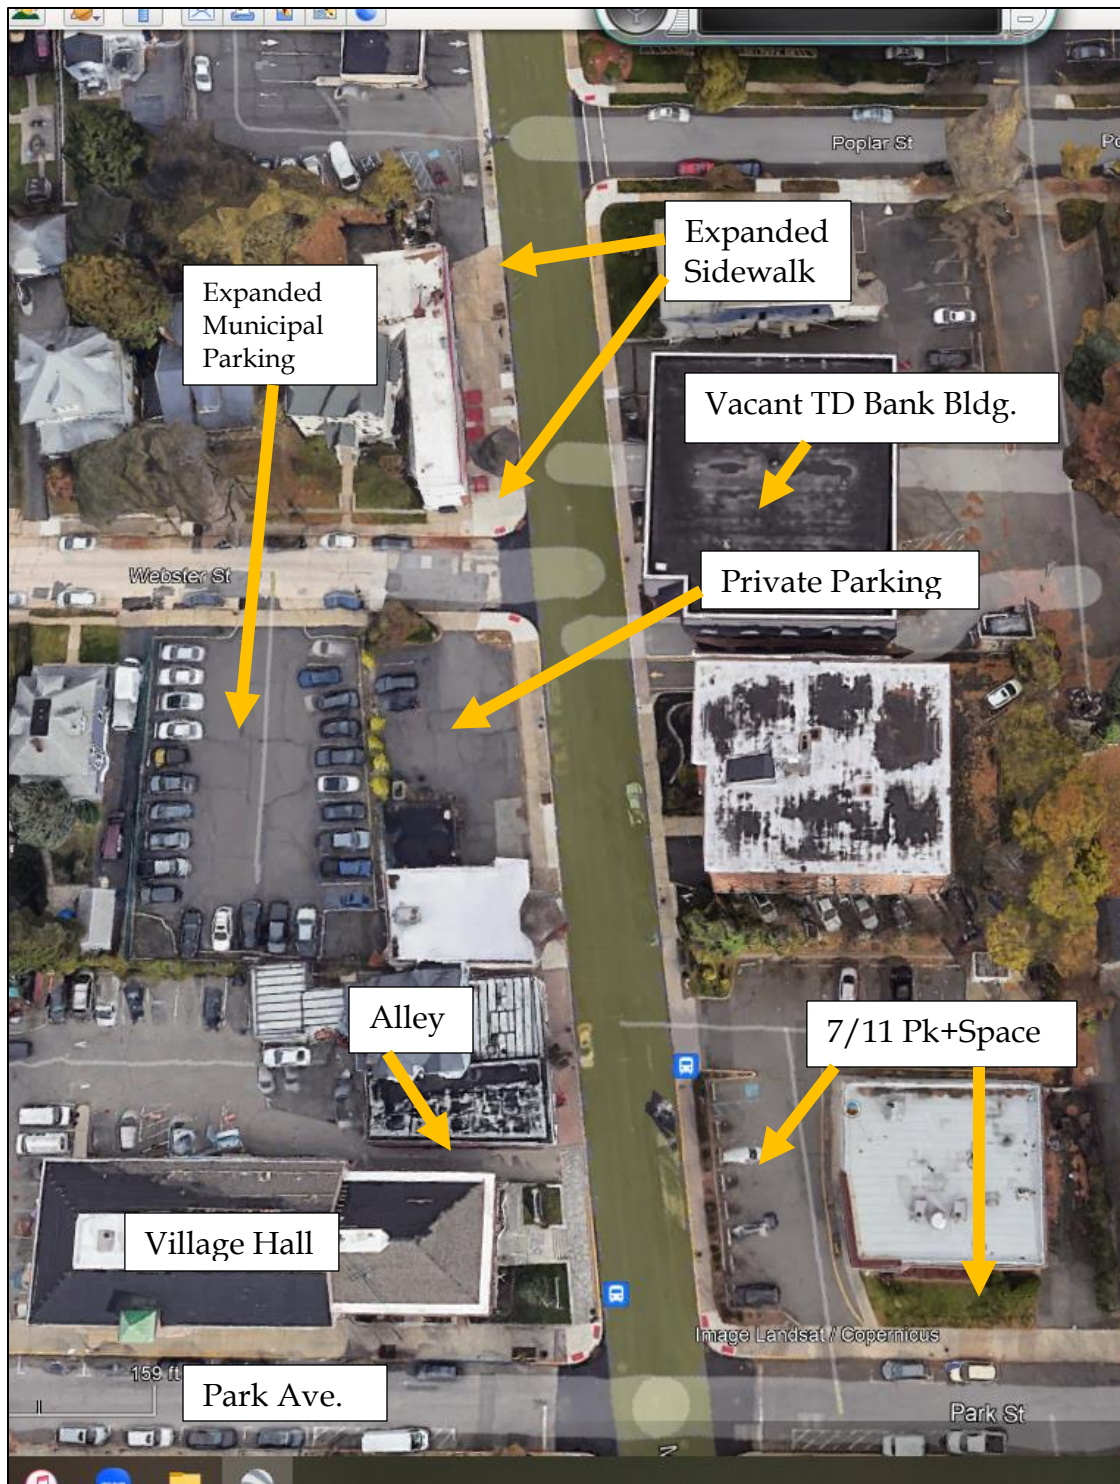 Poplar St
Po
Expanded
Sidewalk
Expanded
Municipal
Parking
Vacant TD Bank Bldg.
Webster St
Private Parking
Alley
7/11 Pk+Space
Village Hall
Image Landsat / Copernicus
159 ft
Park Ave.
Park St